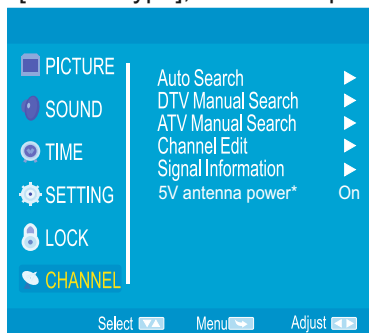 PICTURE
SOUND
TIME
SETTING
LOCK
CHANNEL
Auto Search
DTV Manual Search
ATV Manual Search
Channel Edit
Signal Information
5V antenna power* On
Select Menu Adjust